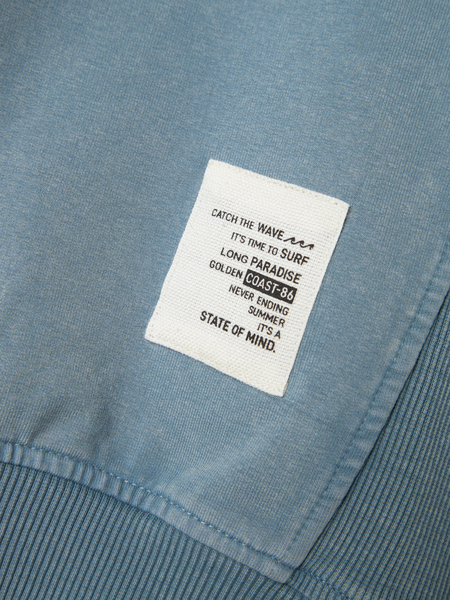 CATCH THE WAVE
IT'S TIME TO SURF
LONG PARADISE
GOLDEN COAST-86
NEVER ENDING
SUMMER
IT'S A
STATE OF MIND.